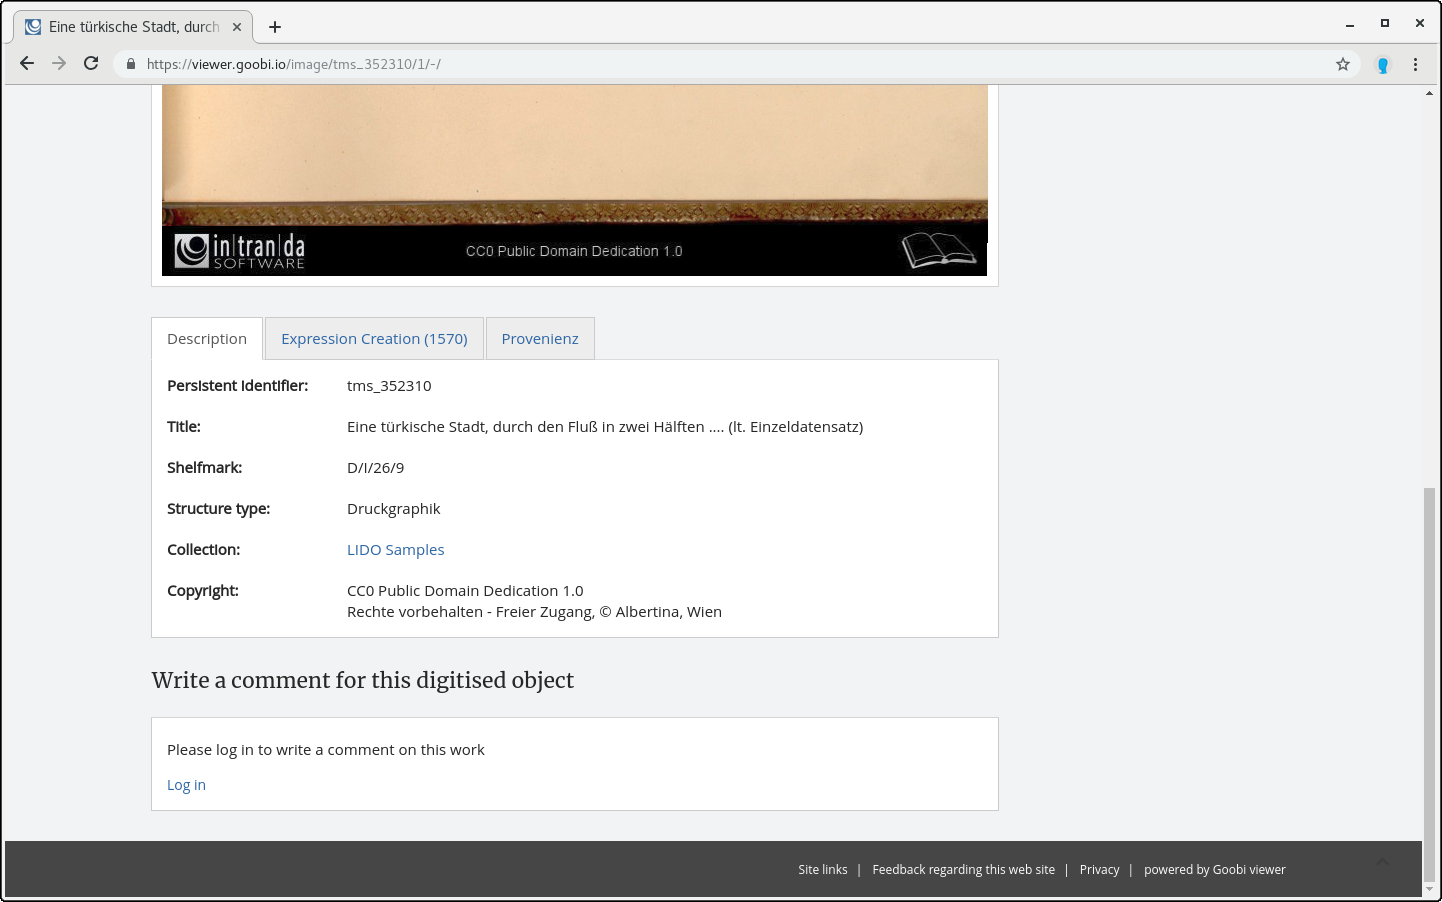 Eine türkische Stadt, durch
https://viewer.goobi.io/image/tms_352310/1/-/
in|tran|da
SOFTWARE
CC0 Public Domain Dedication 1.0
Description
Expression Creation (1570)
Provenienz
Persistent identifier: tms_352310
Title: Eine türkische Stadt, durch den Fluß in zwei Hälften .... (lt. Einzeldatensatz)
Shelfmark: D/I/26/9
Structure type: Druckgraphik
Collection: LIDO Samples
Copyright: CC0 Public Domain Dedication 1.0
Rechte vorbehalten - Freier Zugang, © Albertina, Wien
Write a comment for this digitised object
Please log in to write a comment on this work
Log in
Site links | Feedback regarding this web site | Privacy | powered by Goobi viewer